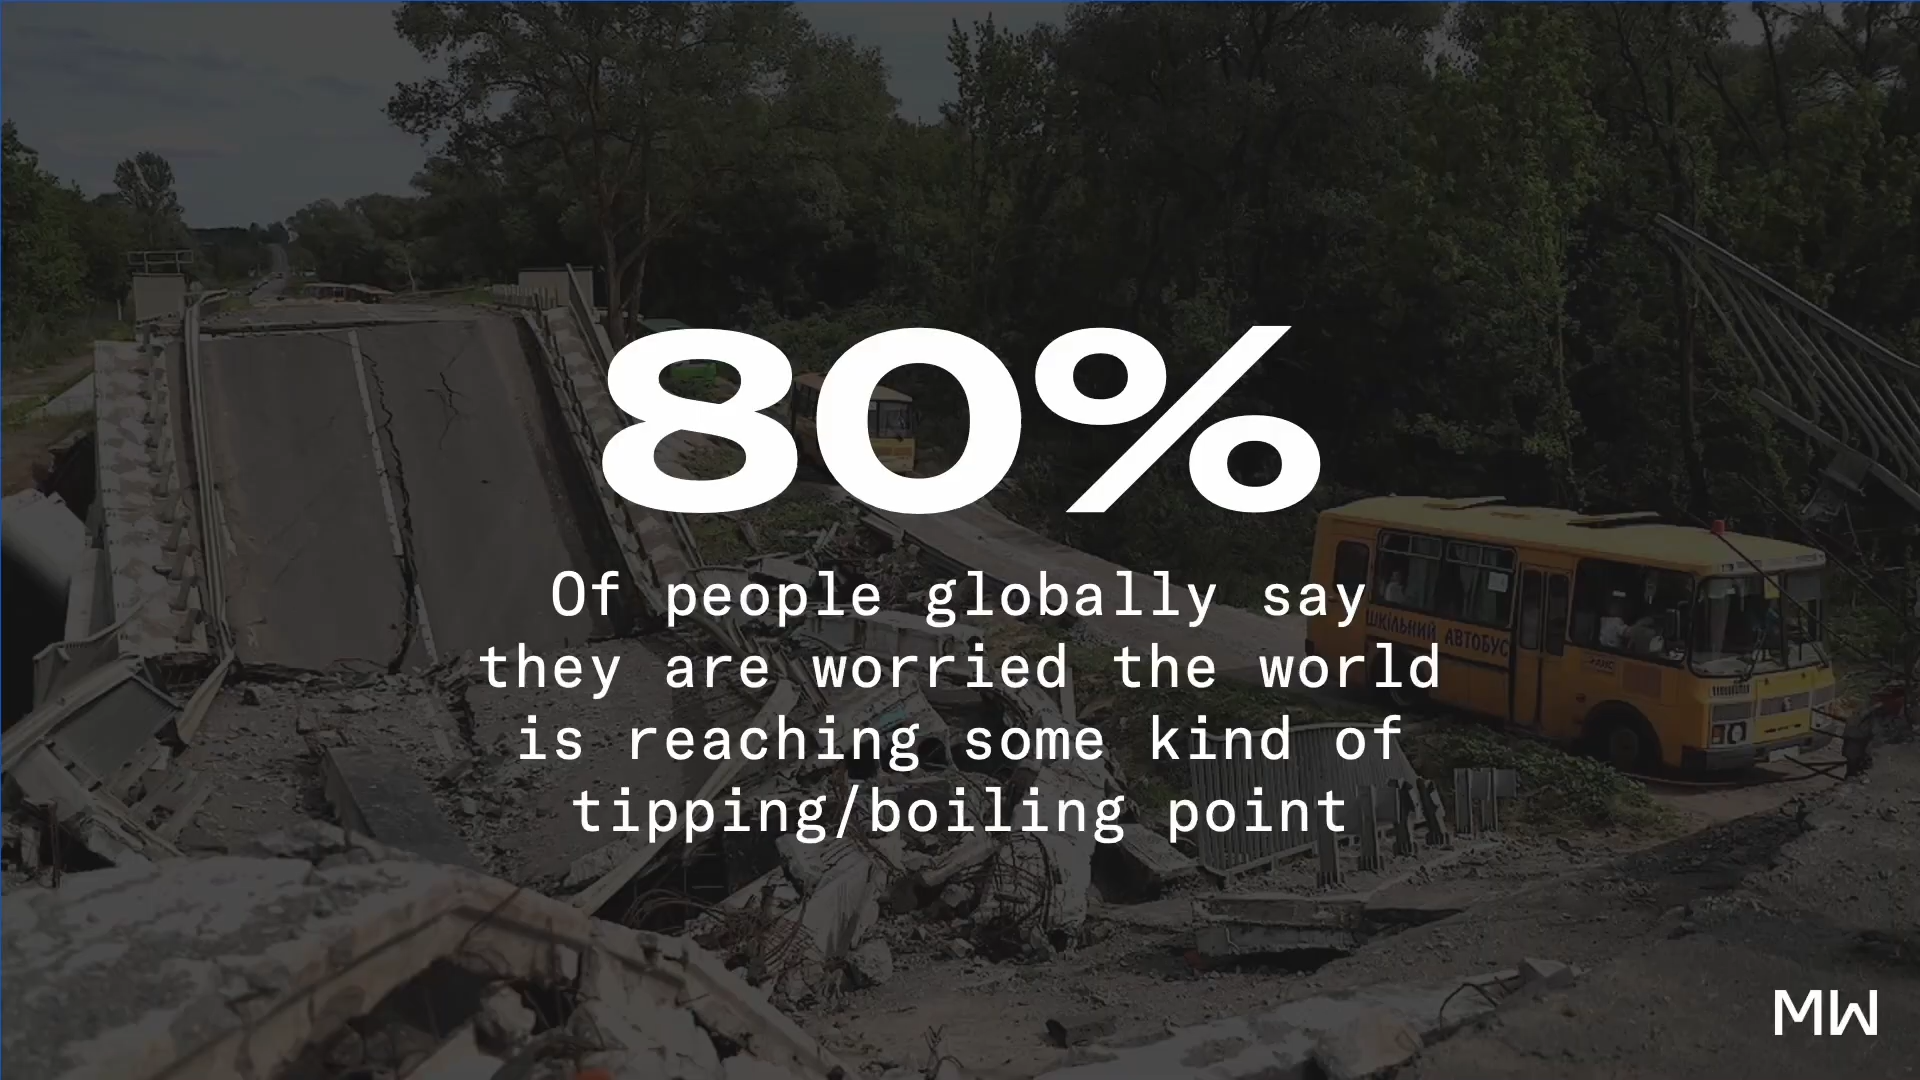 80%
Of people globally say
they are worried the world
is reaching some kind of
tipping/boiling point
ШКІЛЬНИЙ АВТОБУС
MW